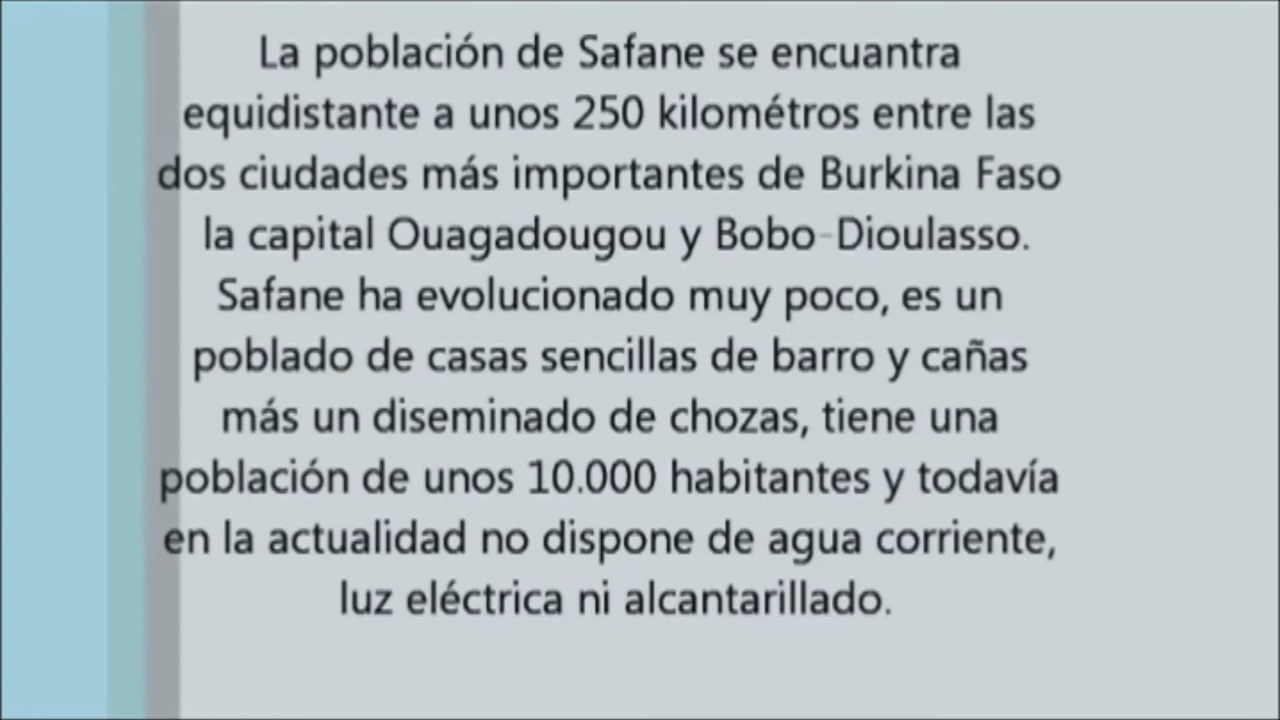 La población de Safane se encuantra
equidistante a unos 250 kilométros entre las
dos ciudades más importantes de Burkina Faso
la capital Ouagadougou y Bobo-Dioulasso.
Safane ha evolucionado muy poco, es un
poblado de casas sencillas de barro y cañas
más un diseminado de chozas, tiene una
población de unos 10.000 habitantes y todavía
en la actualidad no dispone de agua corriente,
luz eléctrica ni alcantarillado.